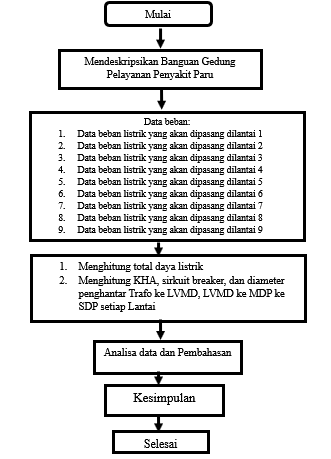 Mulai
Mendeskripsikan Banguan Gedung
Pelayanan Penyakit Paru
Data beban:
1. Data beban listrik yang akan dipasang dilantai 1
2. Data beban listrik yang akan dipasang dilantai 2
3. Data beban listrik yang akan dipasang dilantai 3
4. Data beban listrik yang akan dipasang dilantai 4
5. Data beban listrik yang akan dipasang dilantai 5
6. Data beban listrik yang akan dipasang dilantai 6
7. Data beban listrik yang akan dipasang dilantai 7
8. Data beban listrik yang akan dipasang dilantai 8
9. Data beban listrik yang akan dipasang dilantai 9
1. Menghitung total daya listrik
2. Menghitung KHA, sirkuit breaker, dan diameter
penghantar Trafo ke LVMD, LVMD ke MDP ke
SDP setiap Lantai
Analisa data dan Pembahasan
Kesimpulan
Selesai